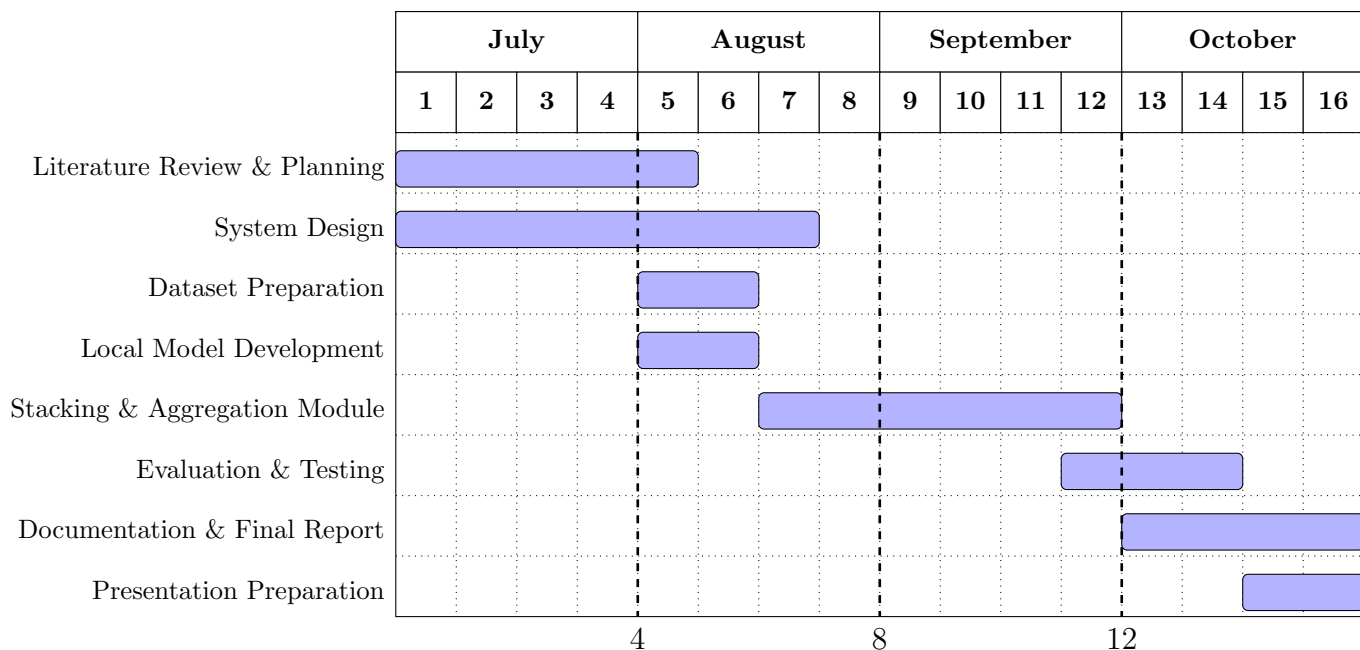 July August September October
1 2 3 4 5 6 7 8 9 10 11 12 13 14 15 16
Literature Review & Planning
System Design
Dataset Preparation
Local Model Development
Stacking & Aggregation Module
Evaluation & Testing
Documentation & Final Report
Presentation Preparation
4 8 12